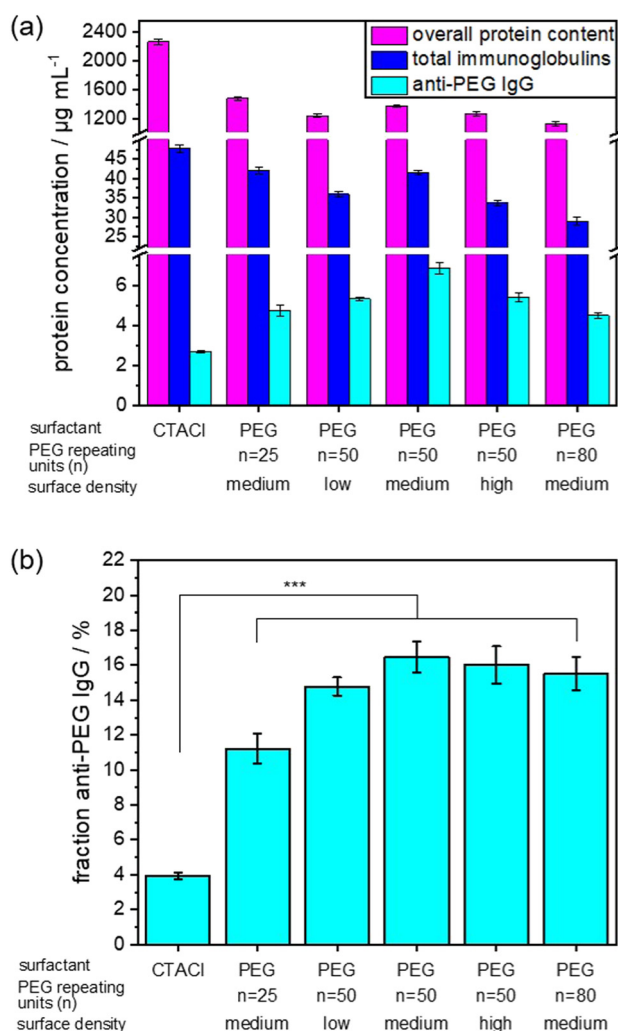 (a)
2400
2000
1600
1200
45
35
25
6
4
2
0
protein concentration / µg mL⁻¹
overall protein content
total immunoglobulins
anti-PEG IgG
surfactant CTACl PEG PEG PEG PEG PEG
PEG repeating
units (n) n=25 n=50 n=50 n=50 n=80
surface density medium low medium high medium
(b)
22
20
18
16
14
12
10
8
6
4
2
0
fraction anti-PEG IgG / %
***
surfactant CTACl PEG PEG PEG PEG PEG
PEG repeating
units (n) n=25 n=50 n=50 n=50 n=80
surface density medium low medium high medium